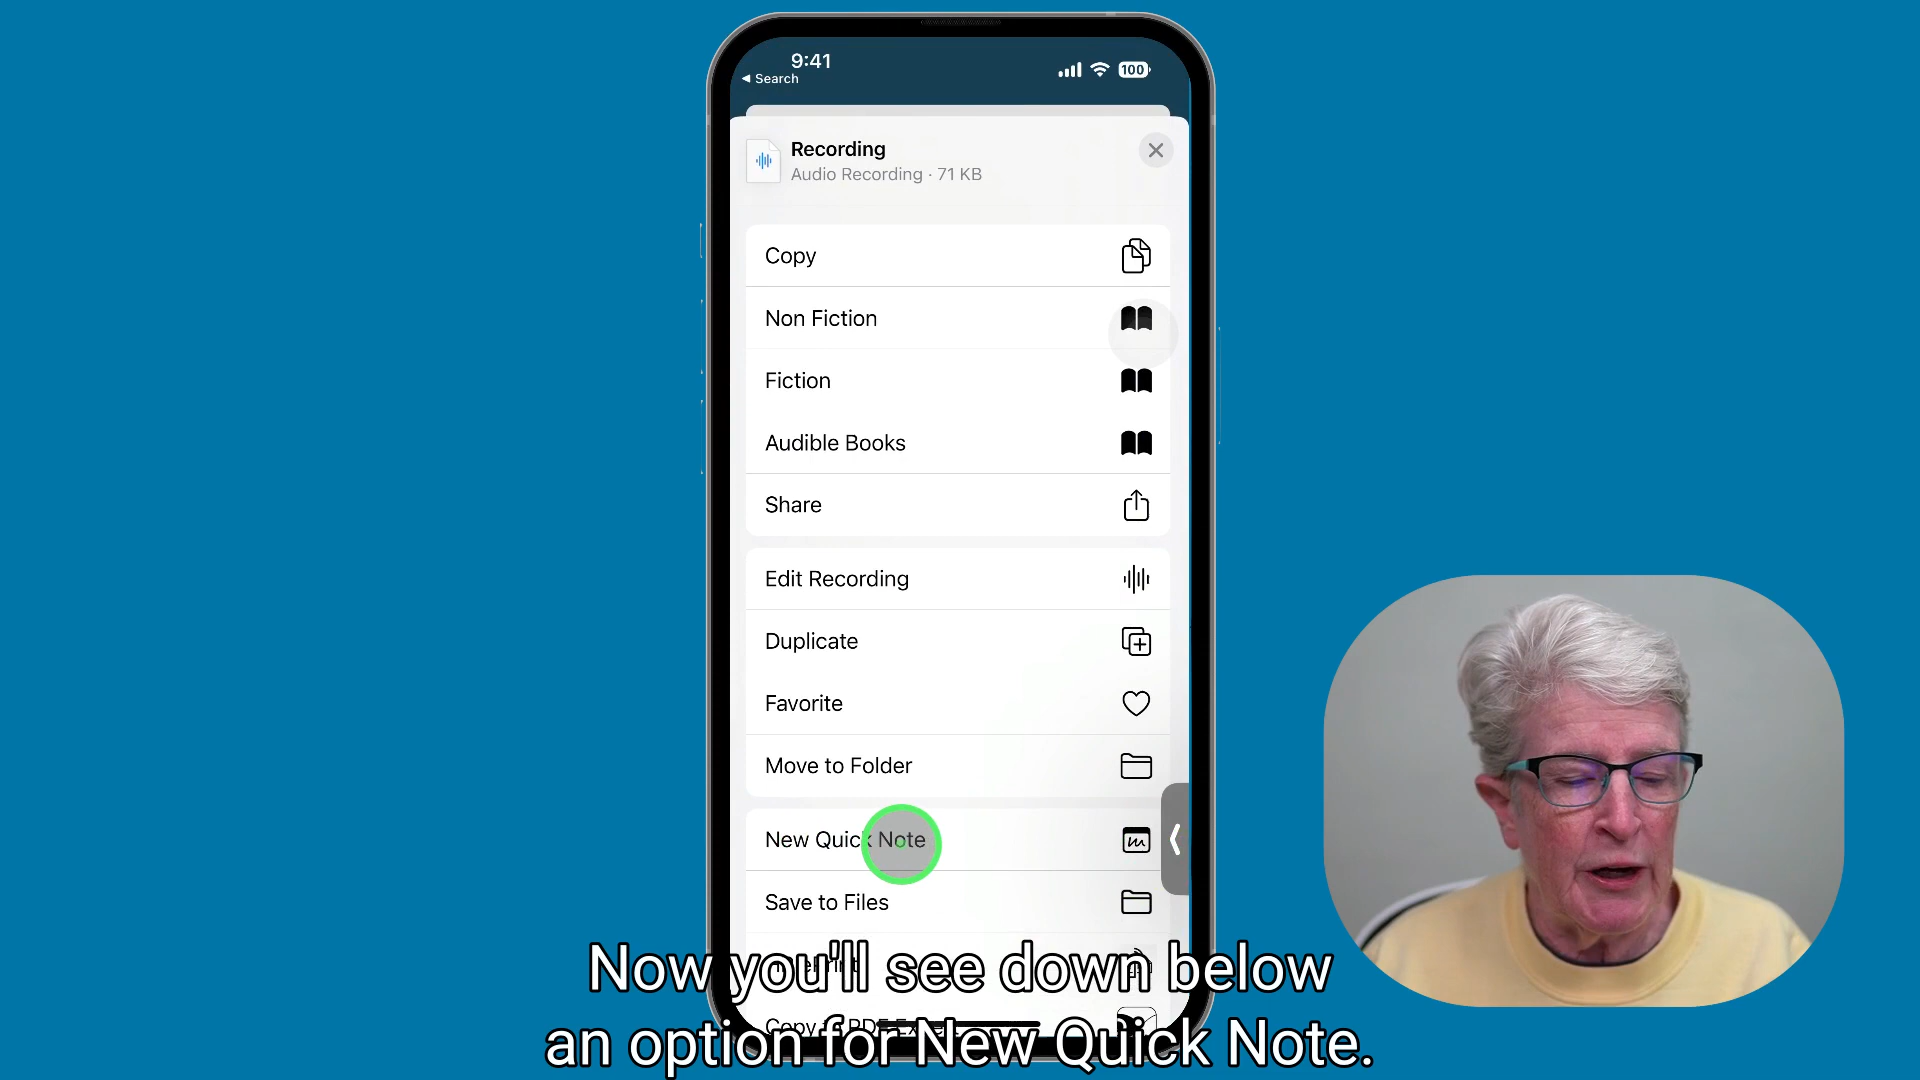 9:41
100
Search
Recording
Audio Recording · 71 KB
Copy
Non Fiction
Fiction
Audible Books
Share
Edit Recording
Duplicate
Favorite
Move to Folder
New Quick Note
Save to Files
Now you'll see down below
an option for New Quick Note.